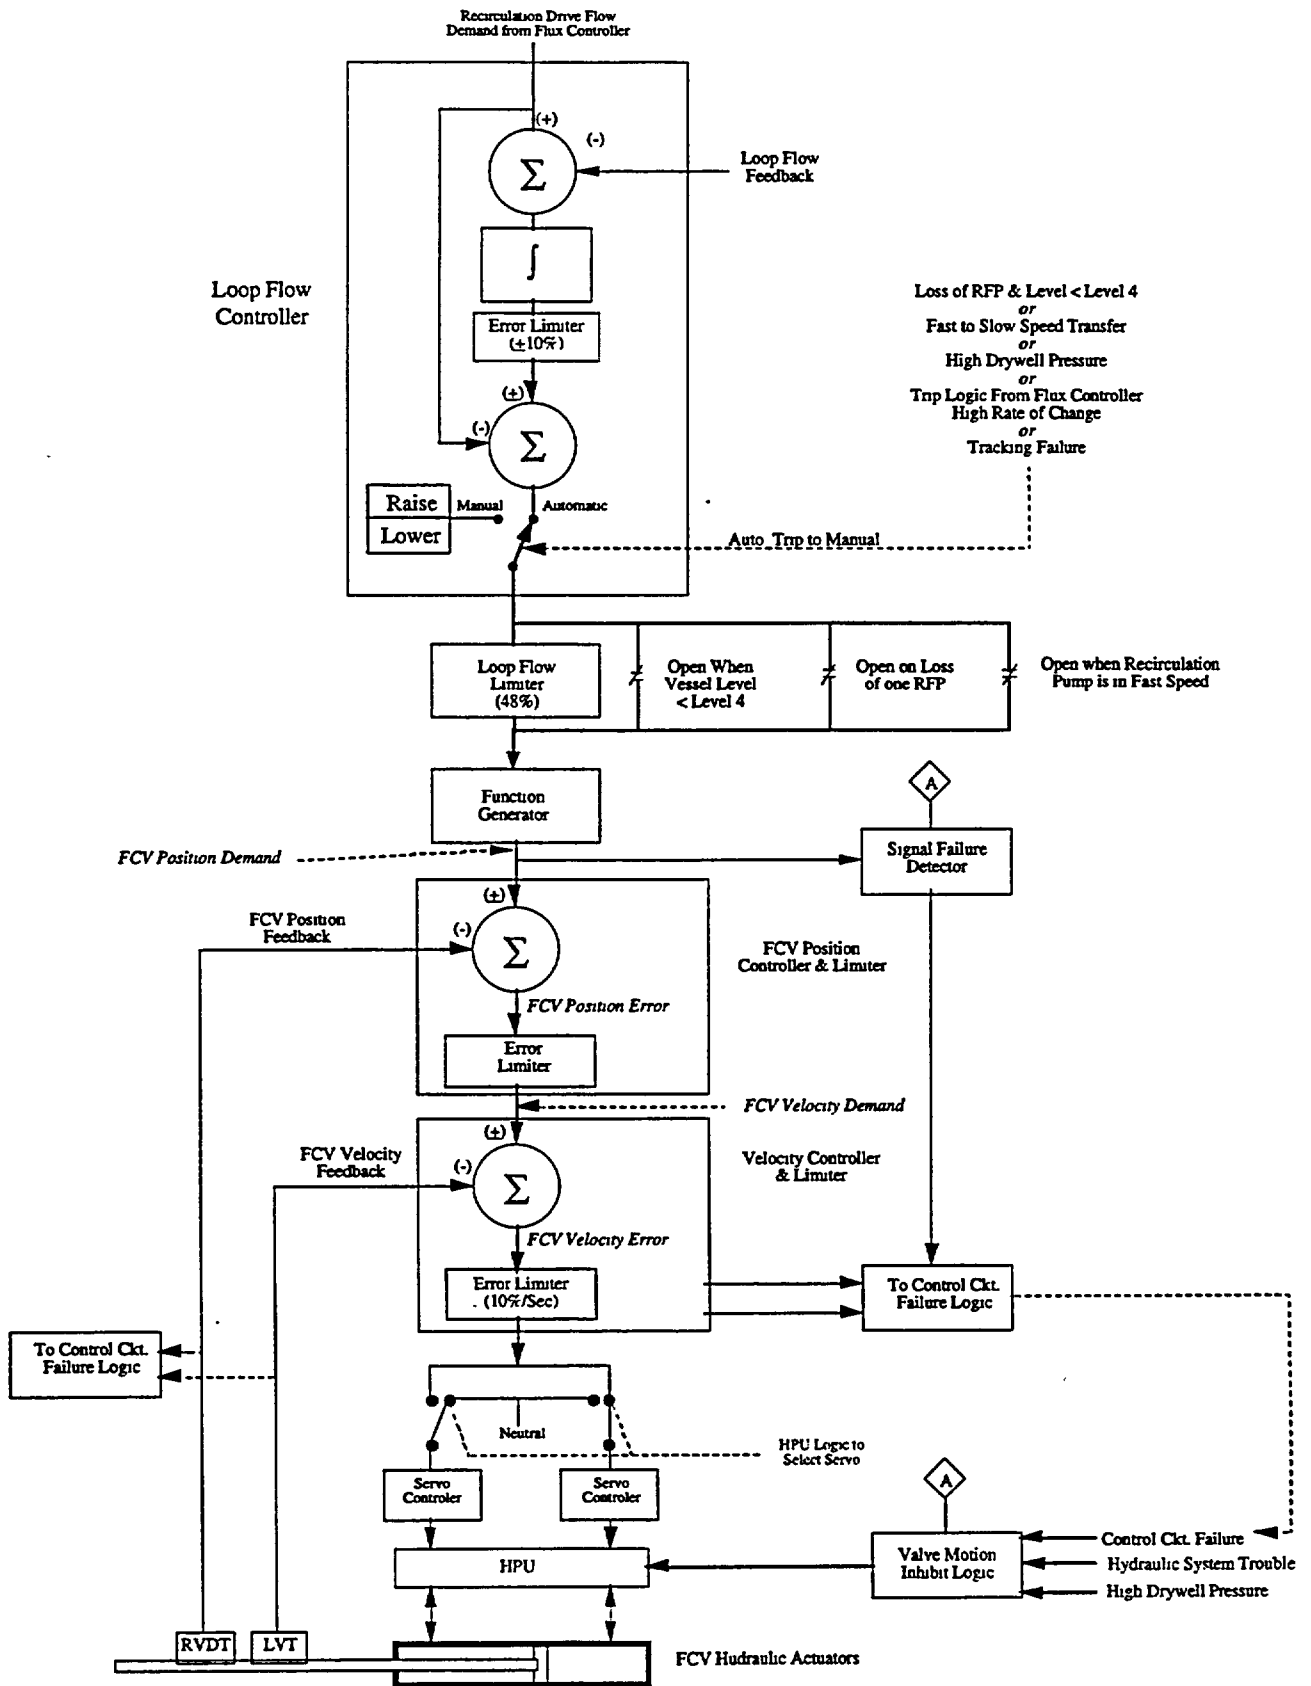 Recirculation Drive Flow
Demand from Flux Controller
(+)
(-)
Σ
Loop Flow
Feedback
∫
Loop Flow
Controller
Error Limiter
(±10%)
(±)
(-)
Σ
Loss of RFP & Level < Level 4
or
Fast to Slow Speed Transfer
or
High Drywell Pressure
or
Trip Logic From Flux Controller
High Rate of Change
or
Tracking Failure
Raise
Lower
Manual
Automatic
Auto Trip to Manual
Loop Flow
Limiter
(48%)
Open When
Vessel Level
< Level 4
Open on Loss
of one RFP
Open when Recirculation
Pump is in Fast Speed
Function
Generator
A
FCV Position Demand
Signal Failure
Detector
(±)
FCV Position
Feedback
(-)
Σ
FCV Position
Controller & Limiter
FCV Position Error
Error
Limiter
FCV Velocity Demand
(±)
FCV Velocity
Feedback
(-)
Σ
Velocity Controller
& Limiter
FCV Velocity Error
Error Limiter
(10%/Sec)
To Control Ckt.
Failure Logic
To Control Ckt.
Failure Logic
Neutral
HPU Logic to
Select Servo
Servo
Controler
Servo
Controler
A
HPU
Valve Motion
Inhibit Logic
Control Ckt. Failure
Hydraulic System Trouble
High Drywell Pressure
RVDT
LVT
FCV Hudraulic Actuators